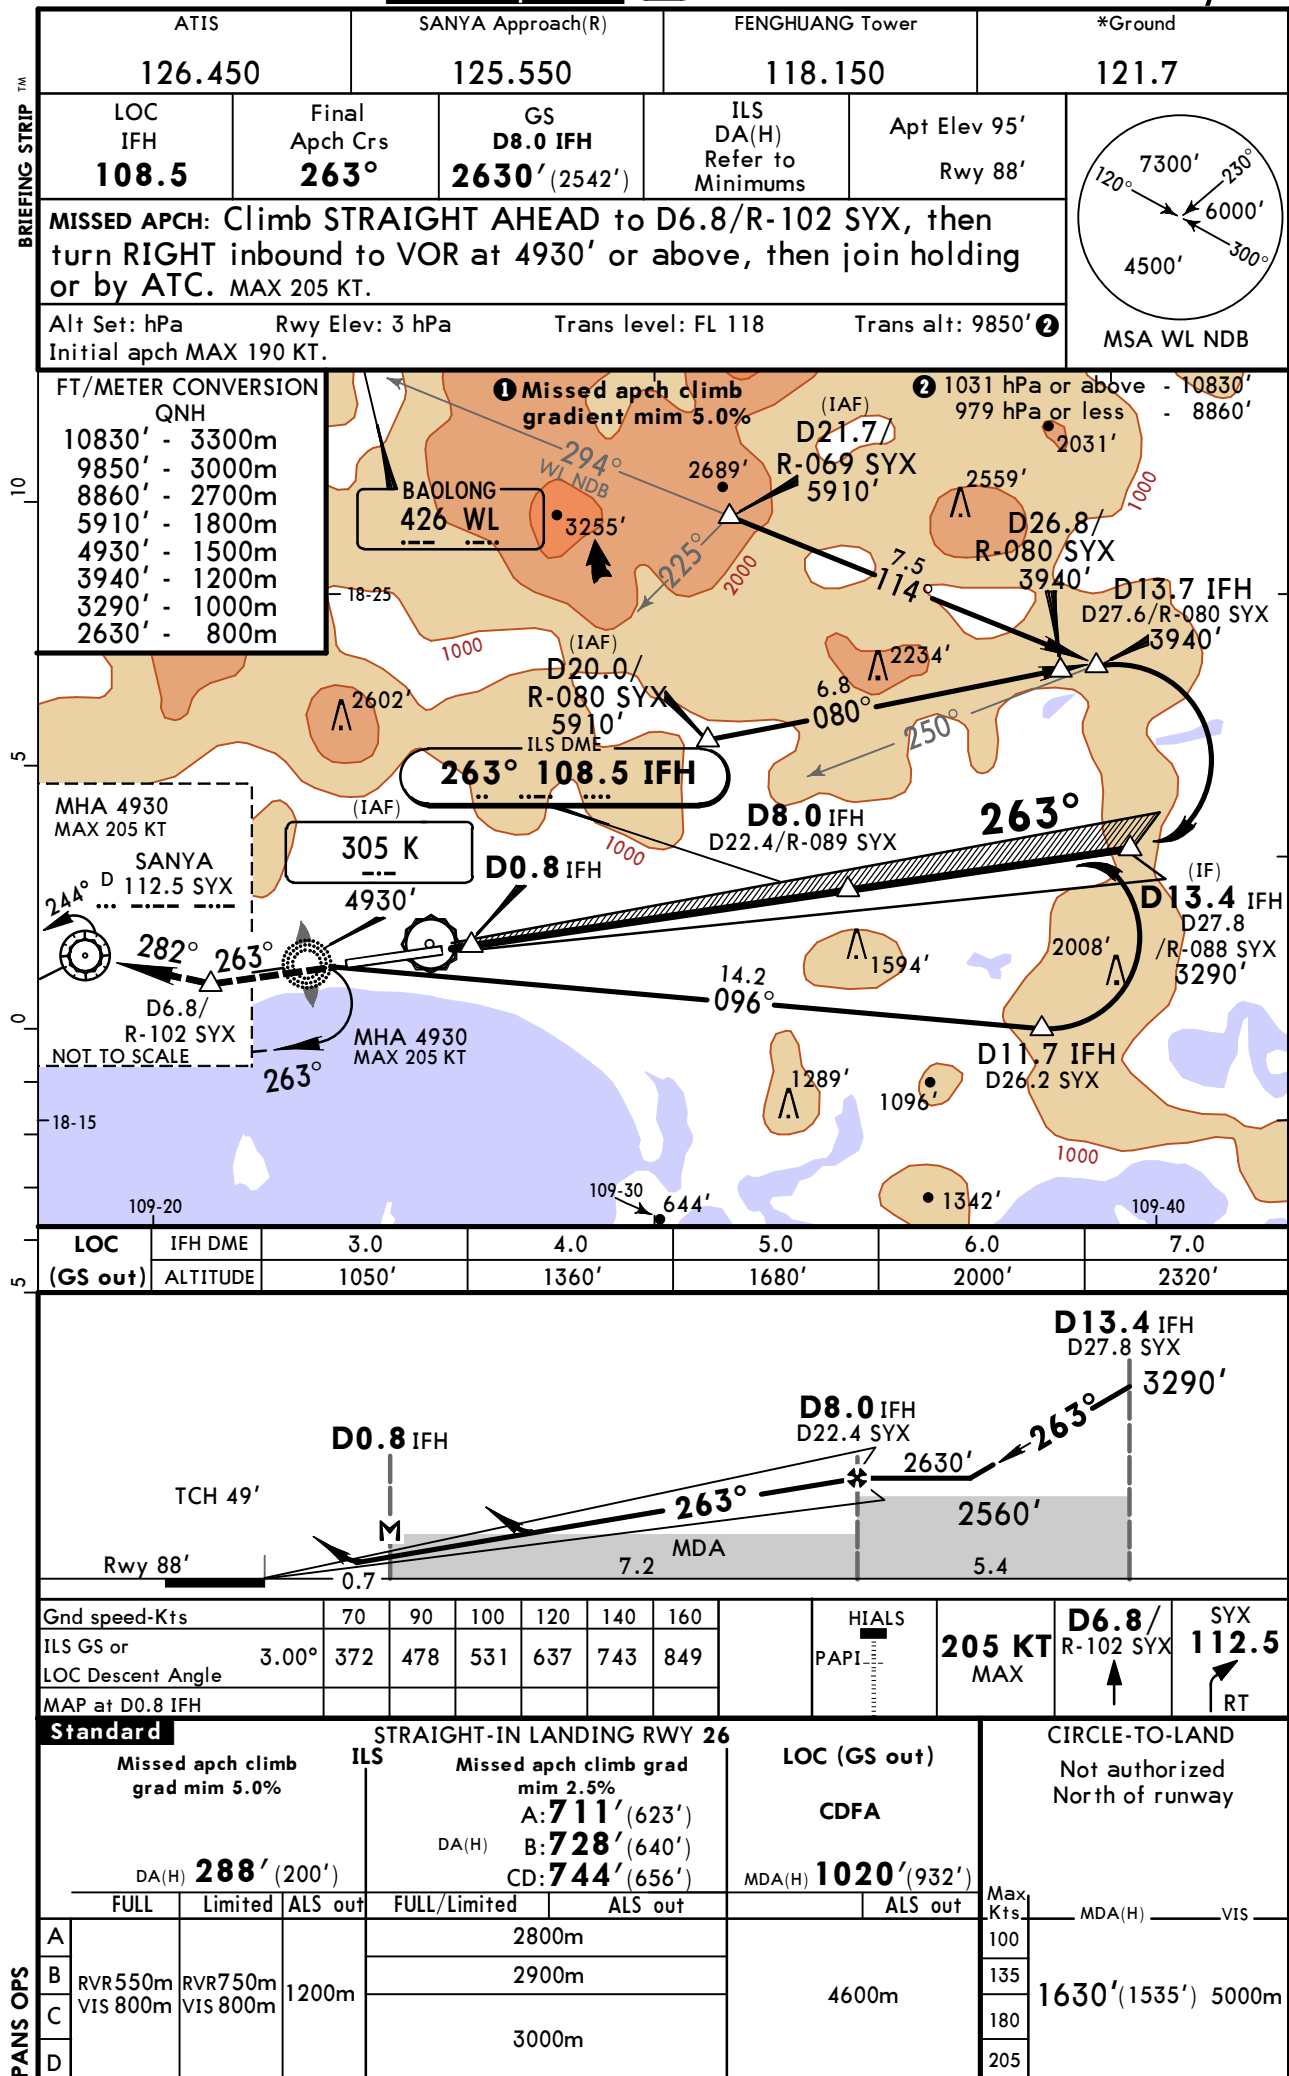 ATIS
126.450
SANYA Approach(R)
125.550
FENGHUANG Tower
118.150
*Ground
121.7
BRIEFING STRIP TM
LOC
IFH
108.5
Final
Apch Crs
263°
GS
D8.0 IFH
2630'(2542')
ILS
DA(H)
Refer to
Minimums
Apt Elev 95'
Rwy 88'
MISSED APCH: Climb STRAIGHT AHEAD to D6.8/R-102 SYX, then
turn RIGHT inbound to VOR at 4930' or above, then join holding
or by ATC. MAX 205 KT.
Alt Set: hPa Rwy Elev: 3 hPa Trans level: FL 118 Trans alt: 9850' ❷
Initial apch MAX 190 KT.
120°
7300'
230°
6000'
4500'
300°
MSA WL NDB
FT/METER CONVERSION
QNH
10830' - 3300m
9850' - 3000m
8860' - 2700m
5910' - 1800m
4930' - 1500m
3940' - 1200m
3290' - 1000m
2630' - 800m
❶ Missed apch climb
gradient mim 5.0%
❷ 1031 hPa or above - 10830'
979 hPa or less - 8860'
294°
WL NDB
BAOLONG
426 WL
3255'
2689'
(IAF)
D21.7/
R-069 SYX
5910'
2031'
2559'
1000
D26.8/
R-080 SYX
3940'
225°
2000
7.5
114°
D13.7 IFH
D27.6/R-080 SYX
3940'
18-25
1000
(IAF)
D20.0/
R-080 SYX
5910'
2234'
6.8
080°
250°
2602'
ILS DME
263° 108.5 IFH
1000
MHA 4930
MAX 205 KT
SANYA
D 112.5 SYX
244°
(IAF)
305 K
4930'
D0.8 IFH
D8.0 IFH
D22.4/R-089 SYX
263°
(IF)
D13.4 IFH
D27.8
/R-088 SYX
3290'
282°
263°
D6.8/
R-102 SYX
NOT TO SCALE
MHA 4930
MAX 205 KT
263°
14.2
096°
1594'
2008'
D11.7 IFH
D26.2 SYX
1289'
1096'
18-15
1000
109-20
109-30
644'
1342'
109-40
10
5
0
5
LOC
(GS out)
IFH DME 3.0 4.0 5.0 6.0 7.0
ALTITUDE 1050' 1360' 1680' 2000' 2320'
D13.4 IFH
D27.8 SYX
3290'
263°
D8.0 IFH
D22.4 SYX
2630'
D0.8 IFH
TCH 49'
263°
2560'
M
MDA
Rwy 88'
0.7
7.2
5.4
Gnd speed-Kts 70 90 100 120 140 160
ILS GS or
LOC Descent Angle 3.00° 372 478 531 637 743 849
MAP at D0.8 IFH
HIALS
PAPI
205 KT
MAX
D6.8/
R-102 SYX
SYX
112.5
RT
Standard
STRAIGHT-IN LANDING RWY 26
ILS
Missed apch climb
grad mim 5.0%
DA(H) 288'(200')
Missed apch climb grad
mim 2.5%
A:711'(623')
DA(H) B:728'(640')
CD:744'(656')
LOC (GS out)
CDFA
MDA(H) 1020'(932')
CIRCLE-TO-LAND
Not authorized
North of runway
FULL Limited ALS out FULL/Limited ALS out ALS out
Max
Kts MDA(H) VIS
A
B
C
D
RVR 550m
VIS 800m
RVR 750m
VIS 800m
1200m
2800m
2900m
3000m
4600m
100
135
180
205
1630'(1535') 5000m
PANS OPS